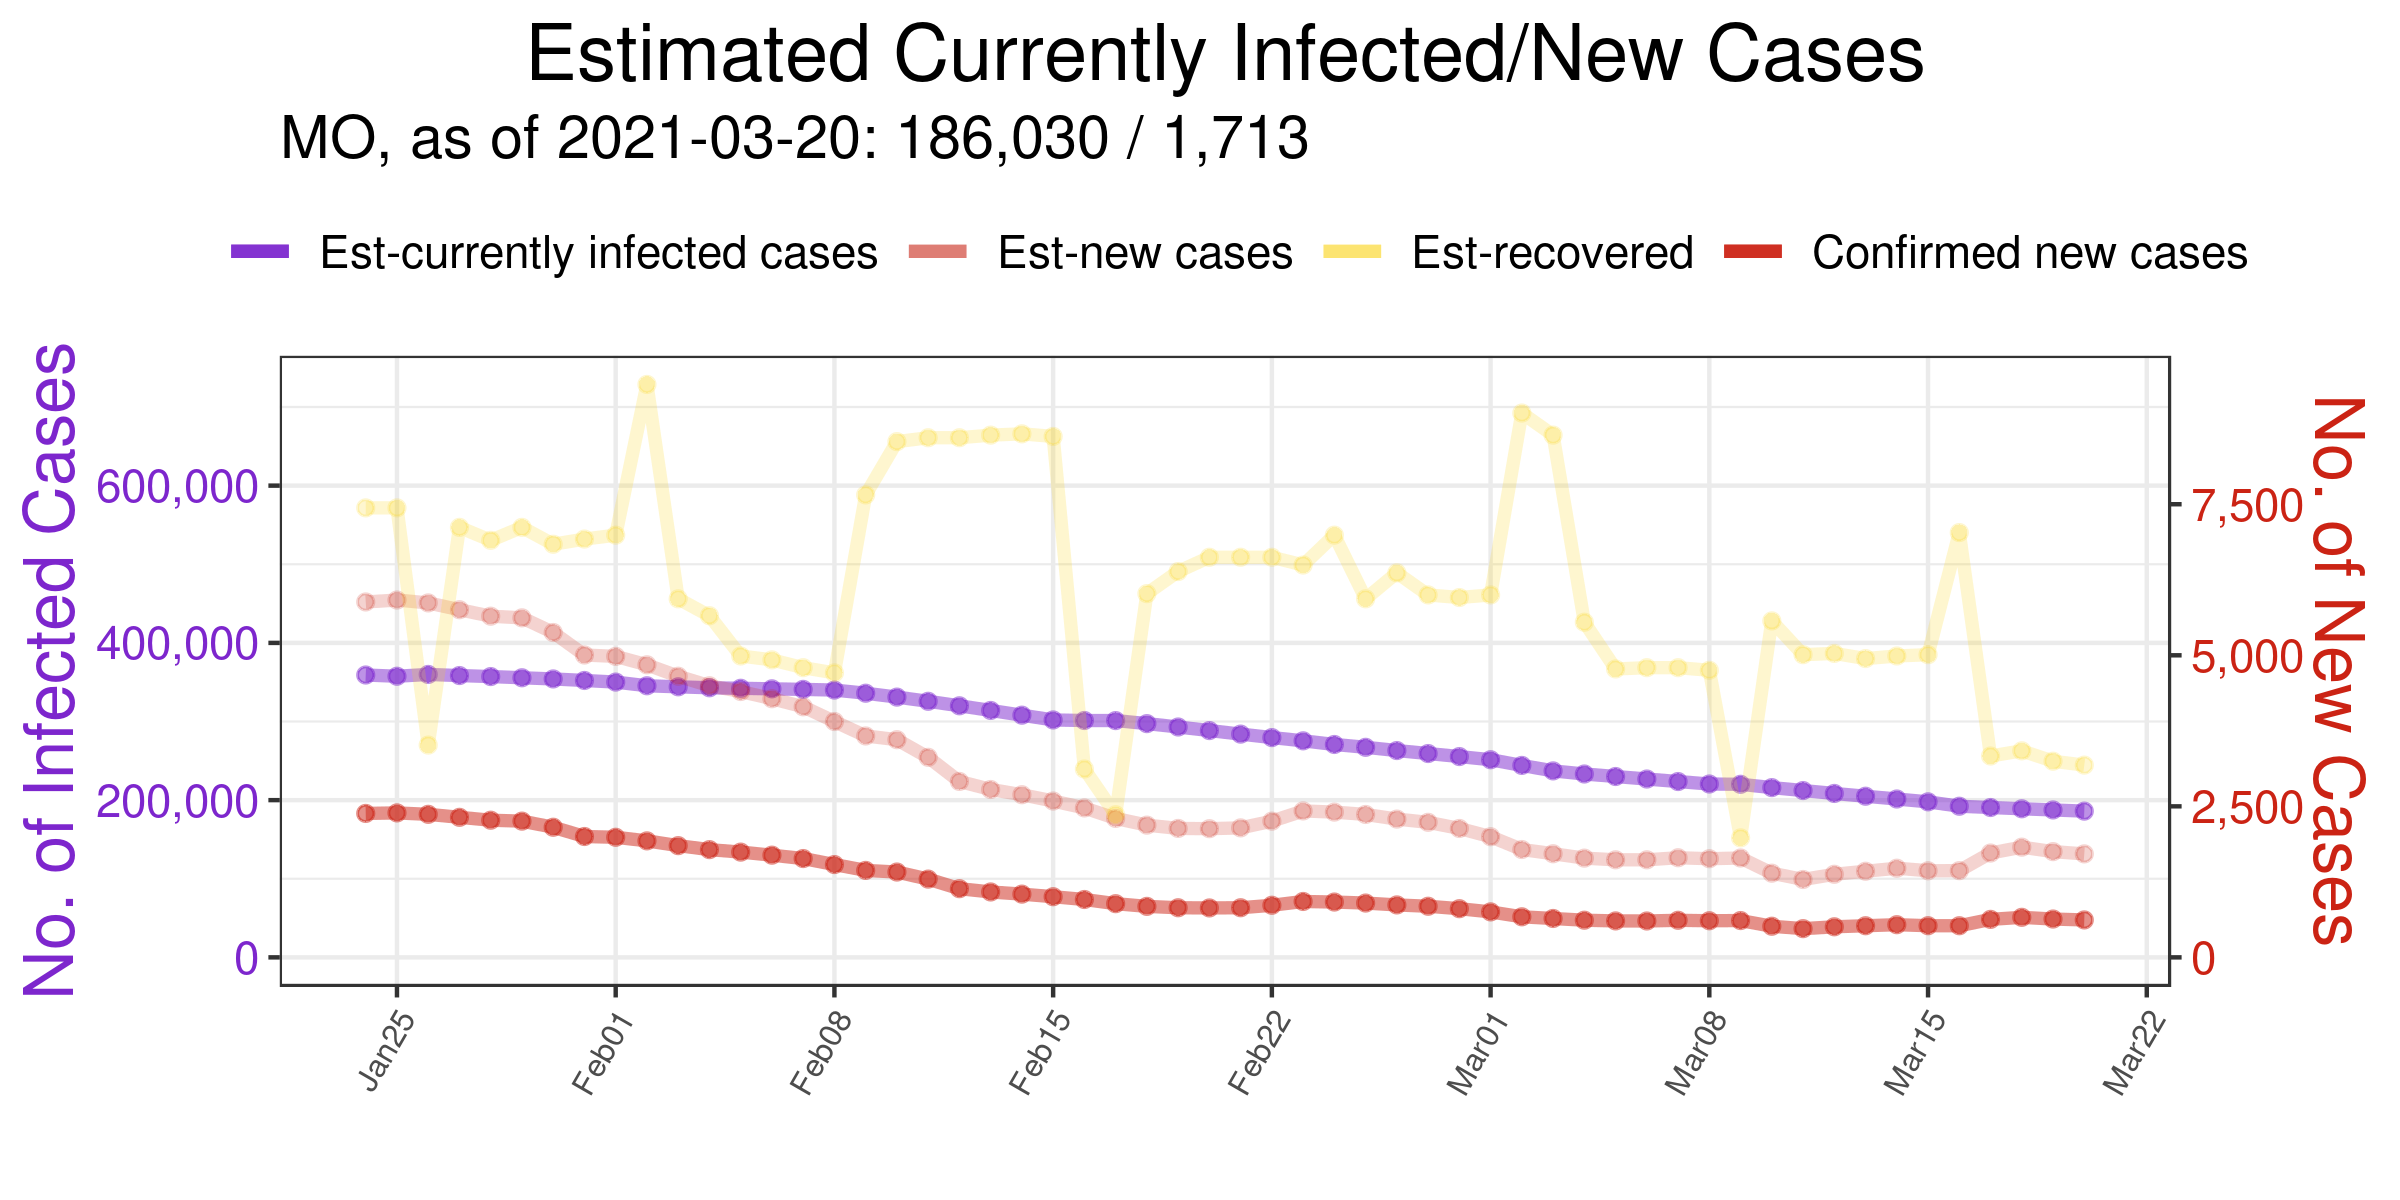 Estimated Currently Infected/New Cases
MO, as of 2021-03-20: 186,030 / 1,713
Est-currently infected cases Est-new cases Est-recovered Confirmed new cases
No. of Infected Cases
600,000
400,000
200,000
0
7,500
5,000
2,500
0
No. of New Cases
Jan25 Feb01 Feb08 Feb15 Feb22 Mar01 Mar08 Mar15 Mar22